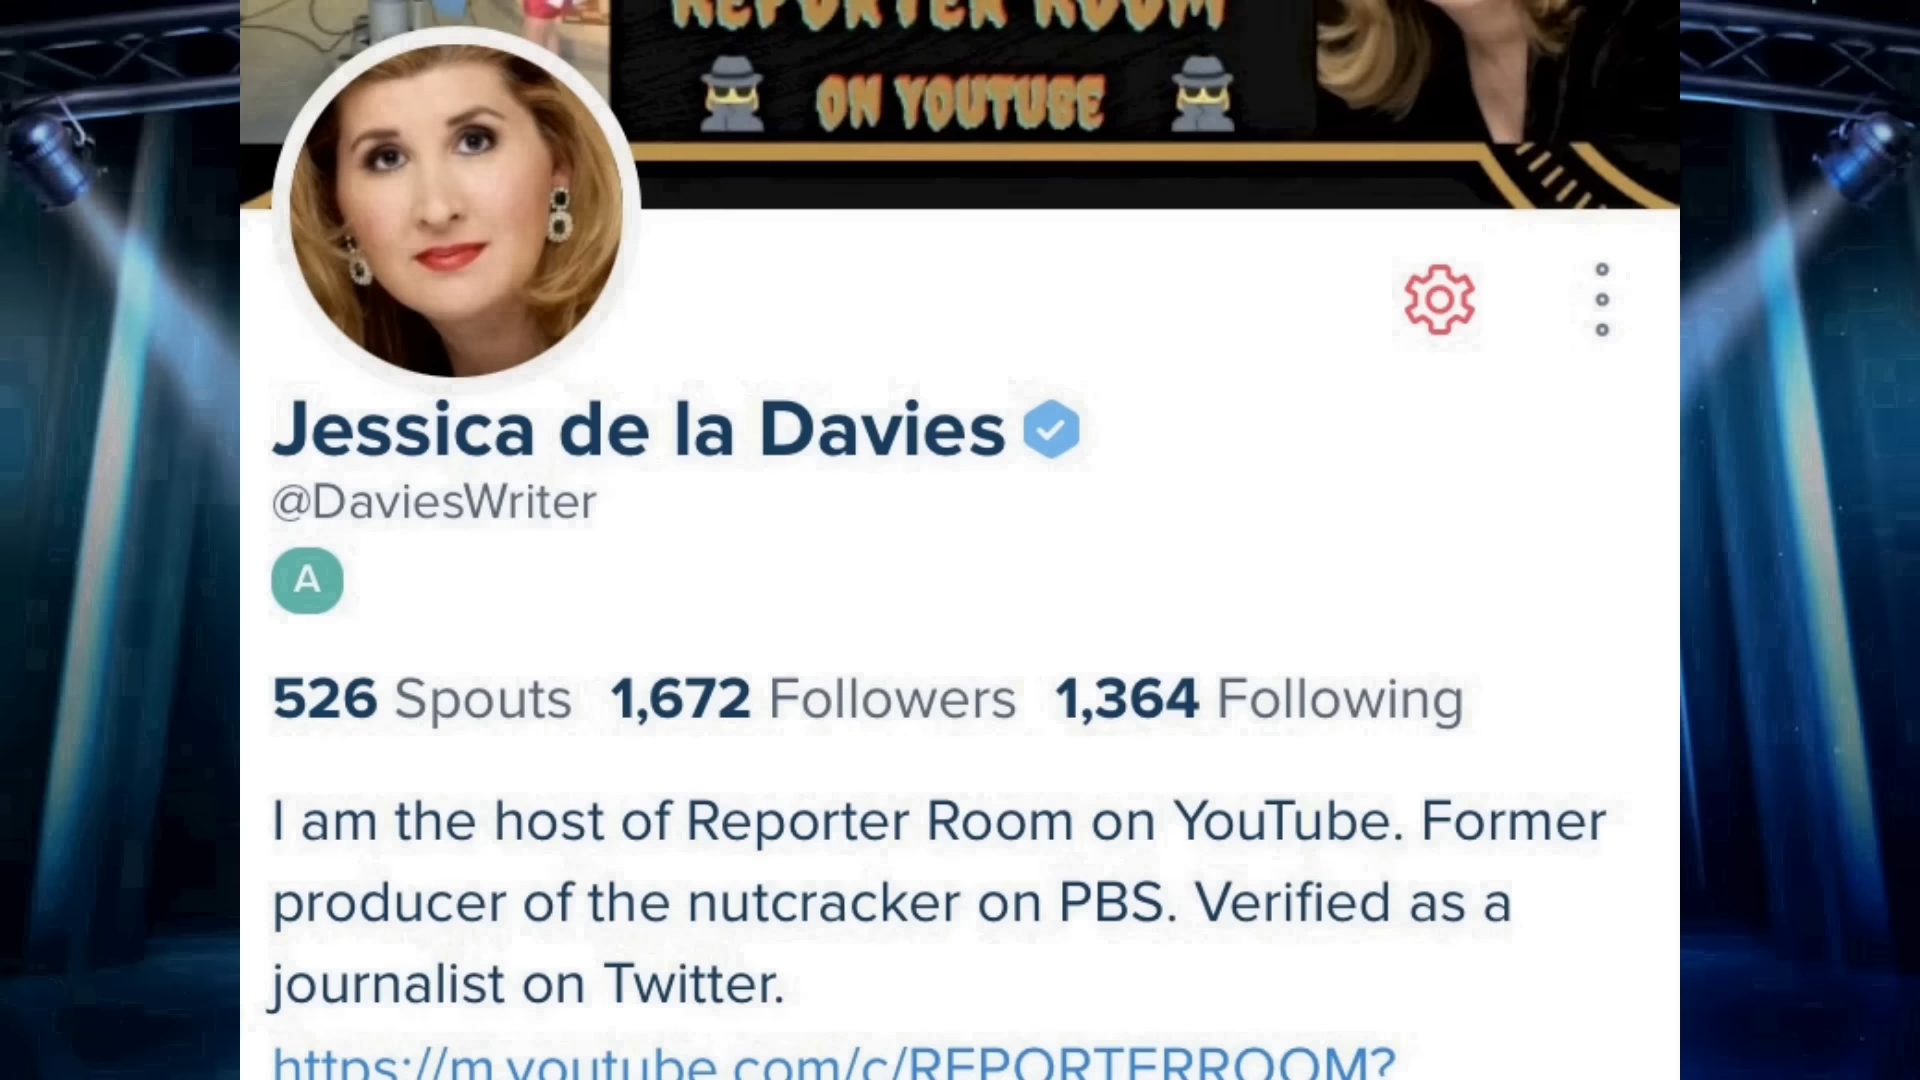 REPORTER ROOM
ON YOUTUBE
Jessica de la Davies
@DaviesWriter
A
526 Spouts 1,672 Followers 1,364 Following
I am the host of Reporter Room on YouTube. Former
producer of the nutcracker on PBS. Verified as a
journalist on Twitter.
https://m.youtube.com/c/REPORTERROOM?